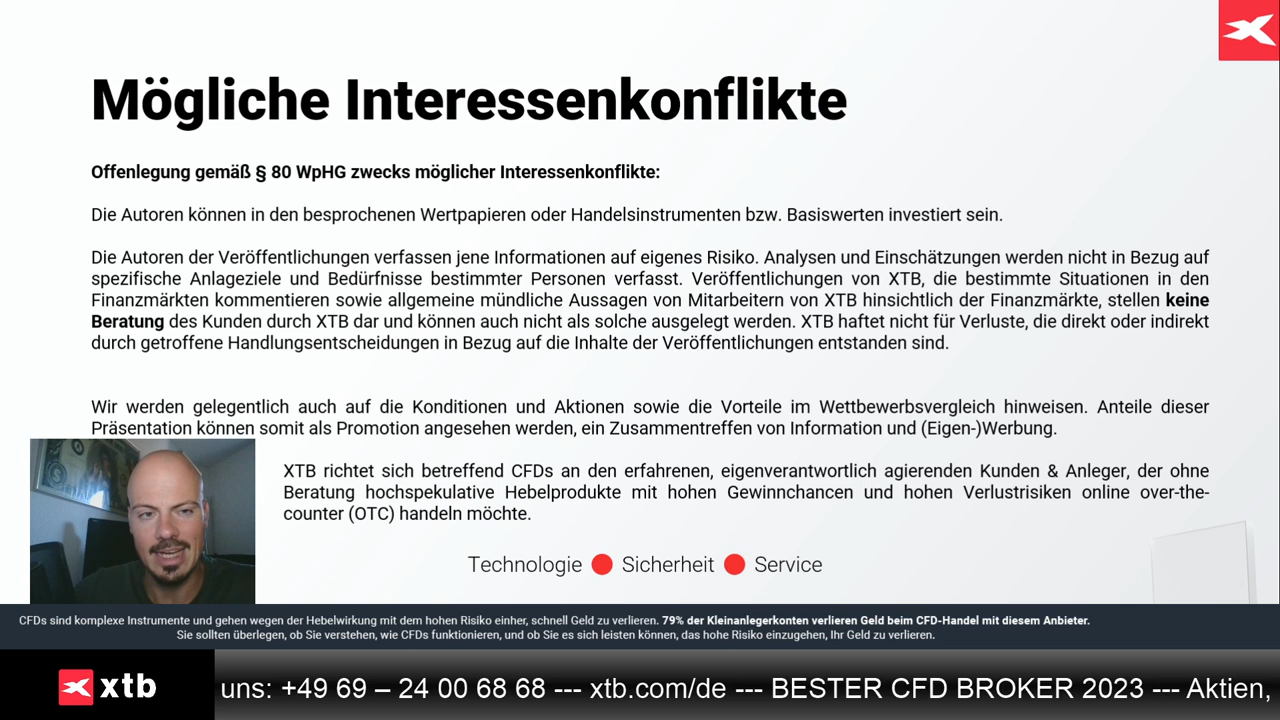 Mögliche Interessenkonflikte
Offenlegung gemäß § 80 WpHG zwecks möglicher Interessenkonflikte:
Die Autoren können in den besprochenen Wertpapieren oder Handelsinstrumenten bzw. Basiswerten investiert sein.
Die Autoren der Veröffentlichungen verfassen jene Informationen auf eigenes Risiko. Analysen und Einschätzungen werden nicht in Bezug auf
spezifische Anlageziele und Bedürfnisse bestimmter Personen verfasst. Veröffentlichungen von XTB, die bestimmte Situationen in den
Finanzmärkten kommentieren sowie allgemeine mündliche Aussagen von Mitarbeitern von XTB hinsichtlich der Finanzmärkte, stellen keine
Beratung des Kunden durch XTB dar und können auch nicht als solche ausgelegt werden. XTB haftet nicht für Verluste, die direkt oder indirekt
durch getroffene Handlungsentscheidungen in Bezug auf die Inhalte der Veröffentlichungen entstanden sind.
Wir werden gelegentlich auch auf die Konditionen und Aktionen sowie die Vorteile im Wettbewerbsvergleich hinweisen. Anteile dieser
Präsentation können somit als Promotion angesehen werden, ein Zusammentreffen von Information und (Eigen-)Werbung.
XTB richtet sich betreffend CFDs an den erfahrenen, eigenverantwortlich agierenden Kunden & Anleger, der ohne
Beratung hochspekulative Hebelprodukte mit hohen Gewinnchancen und hohen Verlustrisiken online over-the-
counter (OTC) handeln möchte.
Technologie Sicherheit Service
CFDs sind komplexe Instrumente und gehen wegen der Hebelwirkung mit dem hohen Risiko einher, schnell Geld zu verlieren. 79% der Kleinanlegerkonten verlieren Geld beim CFD-Handel mit diesem Anbieter.
Sie sollten überlegen, ob Sie verstehen, wie CFDs funktionieren, und ob Sie es sich leisten können, das hohe Risiko einzugehen, Ihr Geld zu verlieren.
xtb uns: +49 69 – 24 00 68 68 --- xtb.com/de --- BESTER CFD BROKER 2023 --- Aktien,